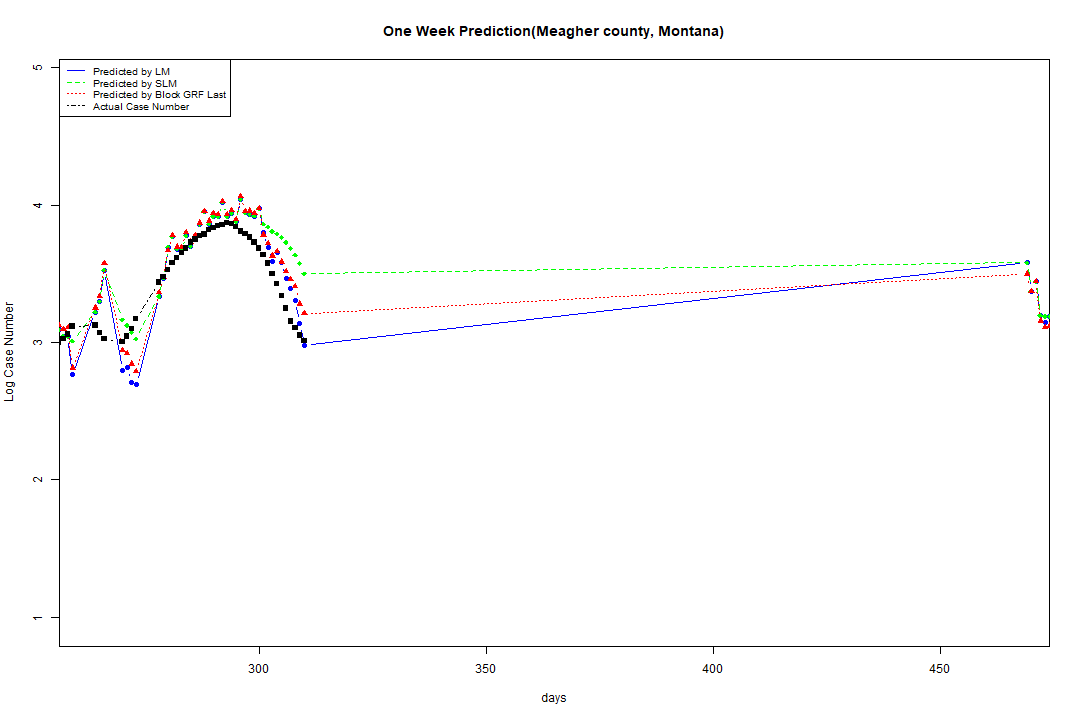 One Week Prediction(Meagher county, Montana)
Predicted by LM
Predicted by SLM
Predicted by Block GRF Last
Actual Case Number
5
4
3
2
1
Log Case Number
300 350 400 450
days